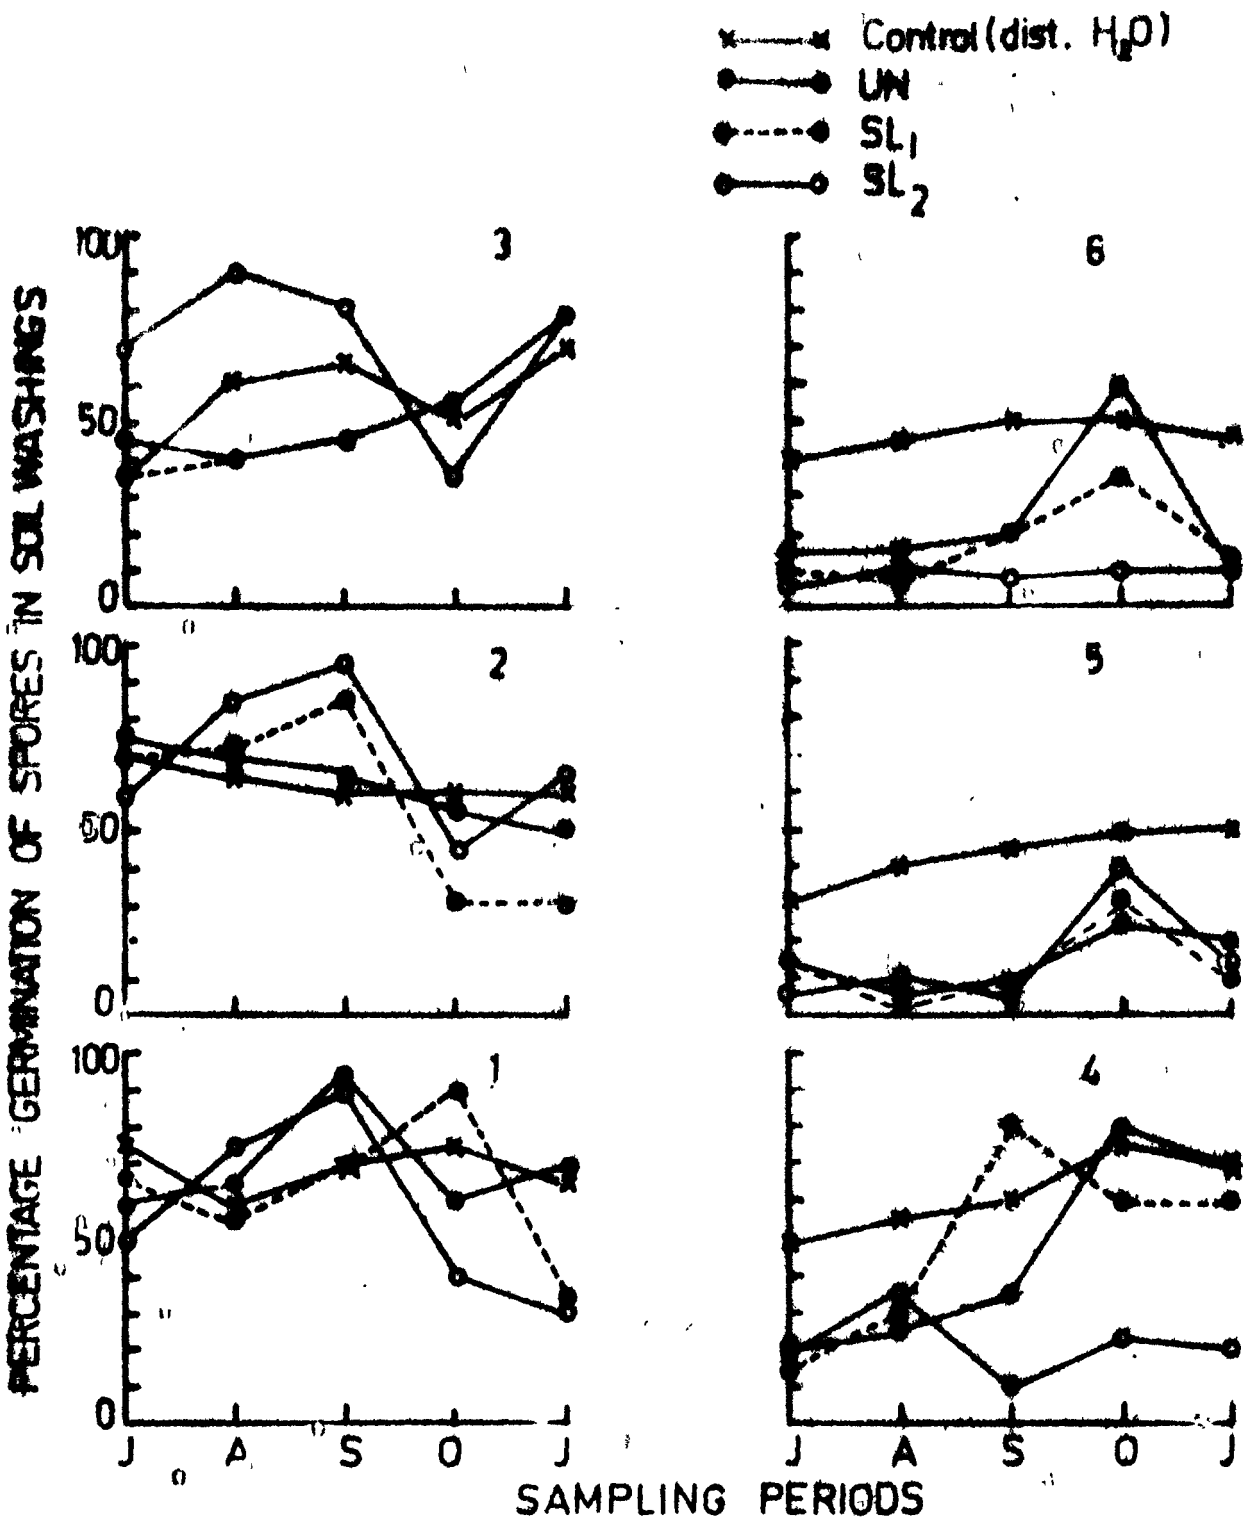 Control (dist. H2O)
UN
SL1
SL2
PERCENTAGE GERMINATION OF SPORES IN SOIL WASHINGS
100
50
0
3
6
100
50
0
2
5
100
50
0
1
4
J A S O J
J A S O J
SAMPLING PERIODS